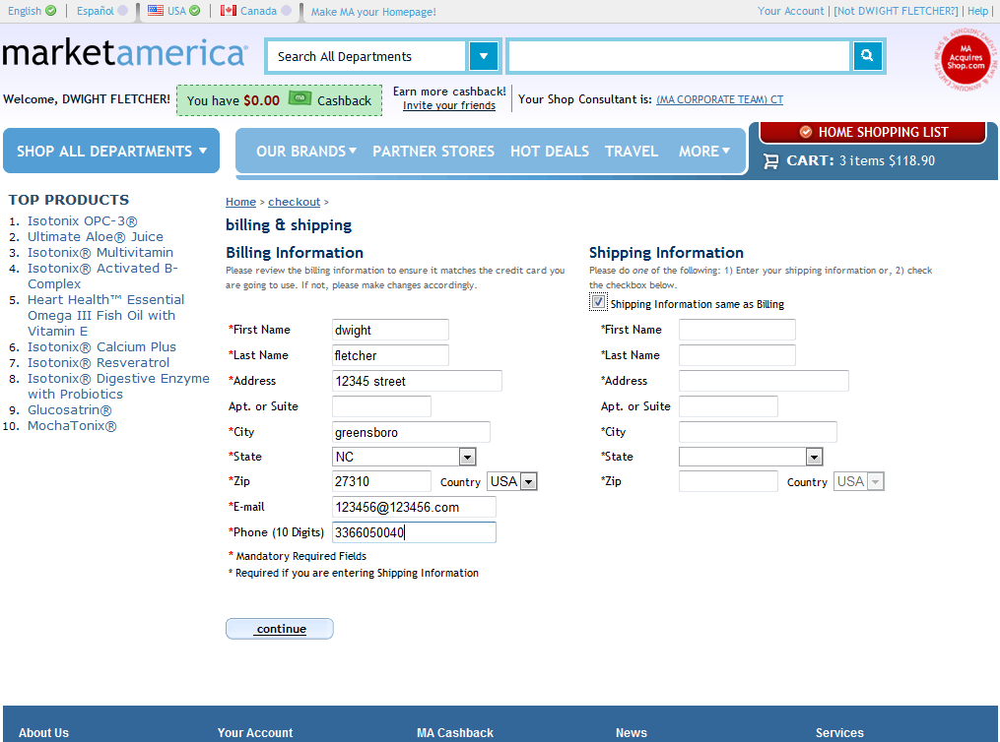 English Español USA Canada Make MA your Homepage! Your Account | [Not DWIGHT FLETCHER?] | Help |
marketamerica®
Search All Departments
MA Acquires Shop.com
Welcome, DWIGHT FLETCHER!
You have $0.00 Cashback
Earn more cashback!
Invite your friends
Your Shop Consultant is: (MA CORPORATE TEAM) CT
SHOP ALL DEPARTMENTS
OUR BRANDS PARTNER STORES HOT DEALS TRAVEL MORE
HOME SHOPPING LIST
CART: 3 items $118.90
TOP PRODUCTS
1. Isotonix OPC-3®
2. Ultimate Aloe® Juice
3. Isotonix® Multivitamin
4. Isotonix® Activated B-
Complex
5. Heart Health™ Essential
Omega III Fish Oil with
Vitamin E
6. Isotonix® Calcium Plus
7. Isotonix® Resveratrol
8. Isotonix® Digestive Enzyme
with Probiotics
9. Glucosatrin®
10. MochaTonix®
Home > checkout >
billing & shipping
Billing Information
Please review the billing information to ensure it matches the credit card you
are going to use. If not, please make changes accordingly.
*First Name dwight
*Last Name fletcher
*Address 12345 street
Apt. or Suite
*City greensboro
*State NC
*Zip 27310 Country USA
*E-mail 123456@123456.com
*Phone (10 Digits) 3366050040
* Mandatory Required Fields
* Required if you are entering Shipping Information
continue
Shipping Information
Please do one of the following: 1) Enter your shipping information or, 2) check
the checkbox below.
Shipping Information same as Billing
*First Name
*Last Name
*Address
Apt. or Suite
*City
*State
*Zip Country USA
About Us Your Account MA Cashback News Services